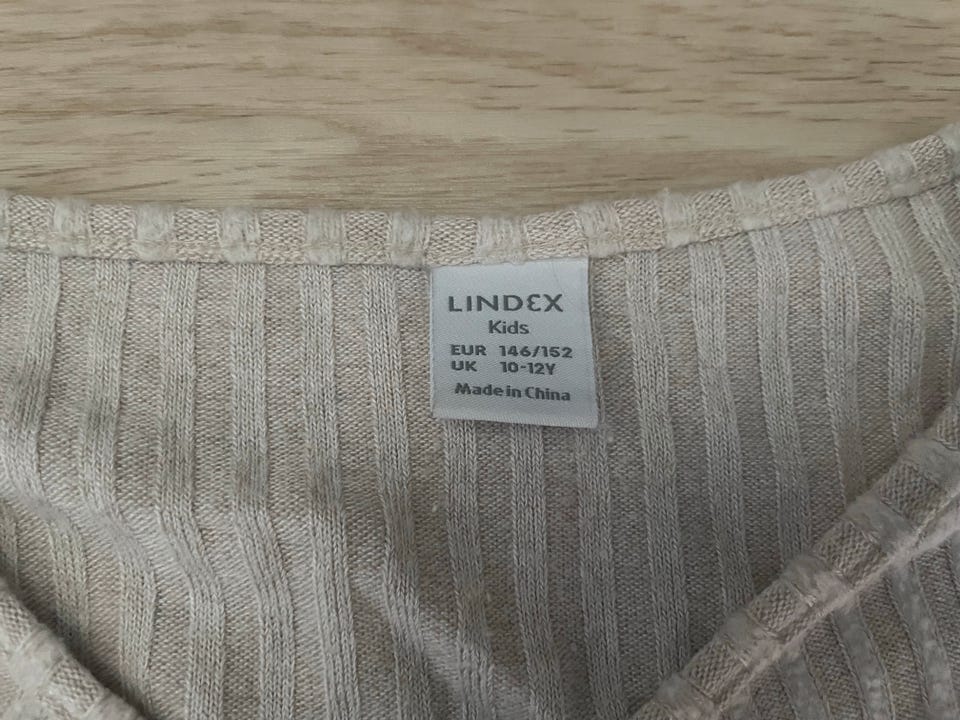 LINDEX
Kids
EUR 146/152
UK 10-12Y
Made in China